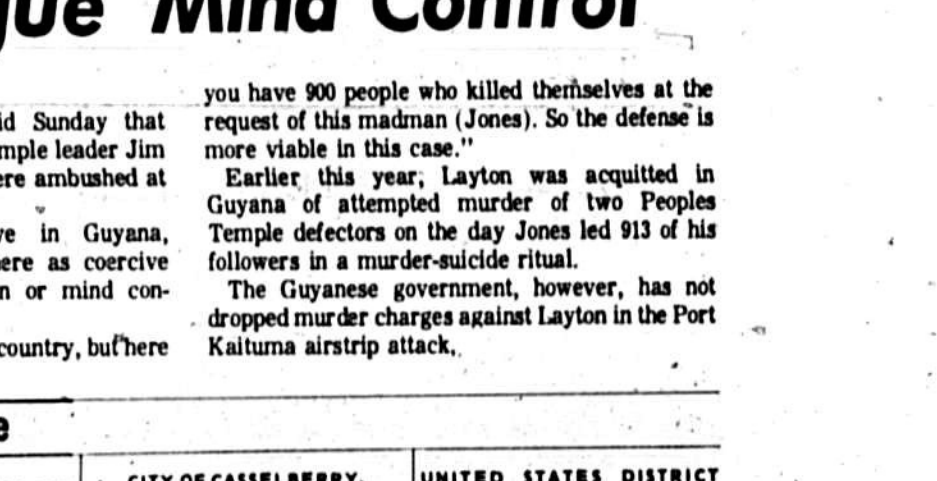 gue Mind Control
id Sunday that
mple leader Jim
ere ambushed at
ve in Guyana,
ere as coercive
n or mind con-
country, but here
you have 900 people who killed themselves at the
request of this madman (Jones). So the defense is
more viable in this case."
Earlier this year, Layton was acquitted in
Guyana of attempted murder of two Peoples
Temple defectors on the day Jones led 913 of his
followers in a murder-suicide ritual.
The Guyanese government, however, has not
dropped murder charges against Layton in the Port
Kaituma airstrip attack.
e
CITY OF CASSELBERRY,
UNITED STATES DISTRICT